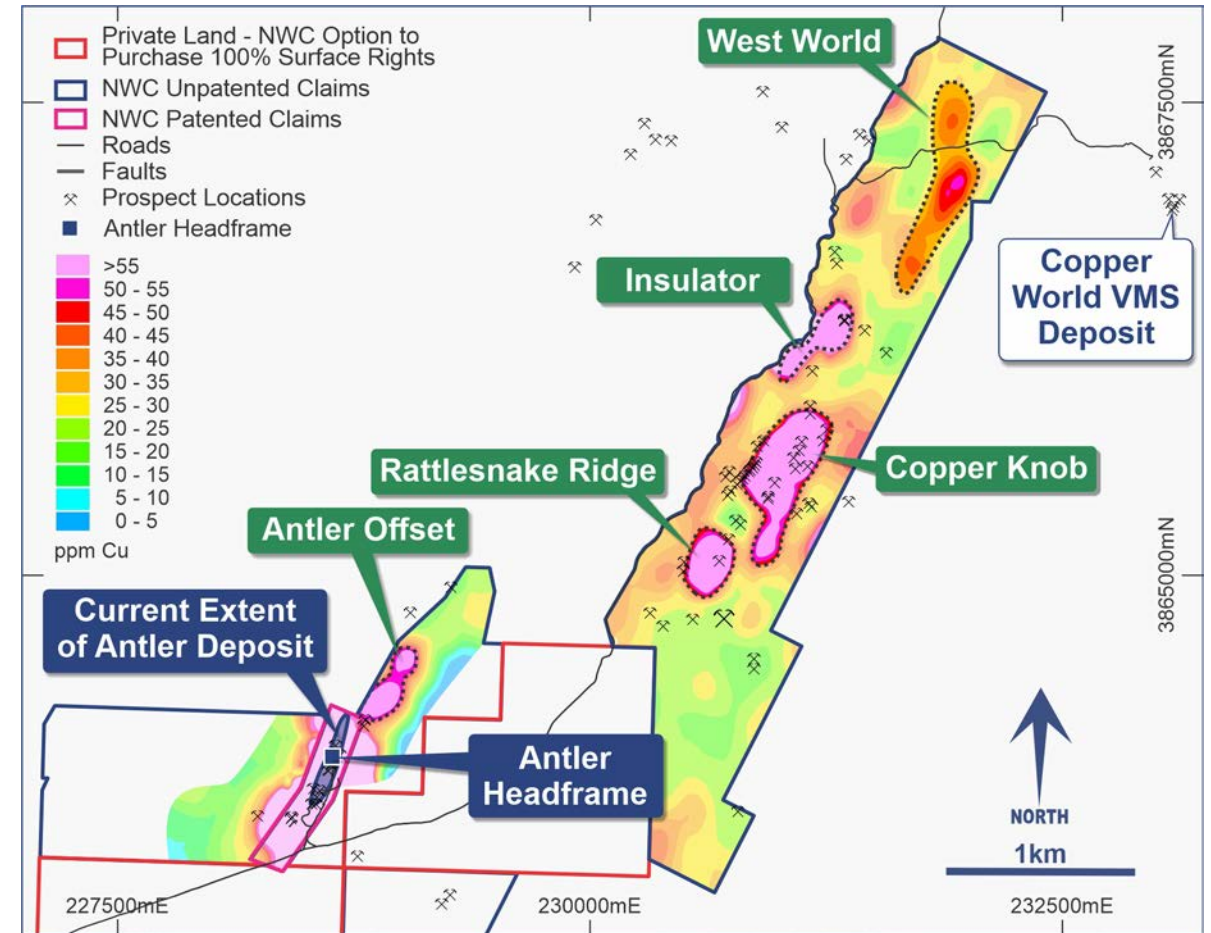 Private Land - NWC Option to
Purchase 100% Surface Rights
NWC Unpatented Claims
NWC Patented Claims
Roads
Faults
Prospect Locations
Antler Headframe
>55
50 - 55
45 - 50
40 - 45
35 - 40
30 - 35
25 - 30
20 - 25
15 - 20
10 - 15
5 - 10
0 - 5
ppm Cu
West World
3867500mN
Insulator
Copper
World VMS
Deposit
Rattlesnake Ridge
Copper Knob
Antler Offset
3865000mN
Current Extent
of Antler Deposit
Antler
Headframe
NORTH
1km
227500mE
230000mE
232500mE